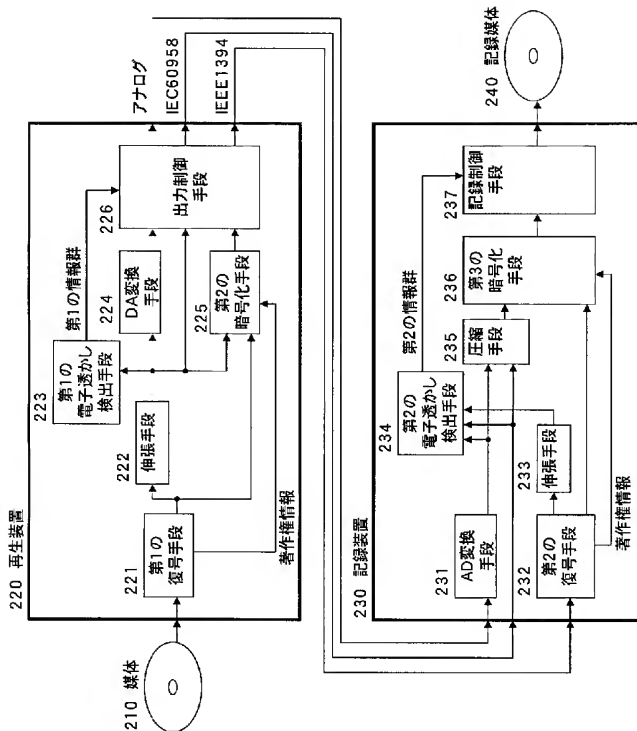 220 再生装置
210 媒体
221
第1の
復号手段
222
伸張手段
223
第1の
電子透かし
検出手段
第1の情報群
224
DA変換
手段
225
第2の
暗号化手段
226
出力制御
手段
著作権情報
アナログ
IEC60958
IEEE1394
230 記録装置
231
AD変換
手段
232
第2の
復号手段
233
伸張手段
234
第2の
電子透かし
検出手段
第2の情報群
235
圧縮
手段
236
第3の
暗号化
手段
237
記録制御
手段
著作権情報
240 記録媒体